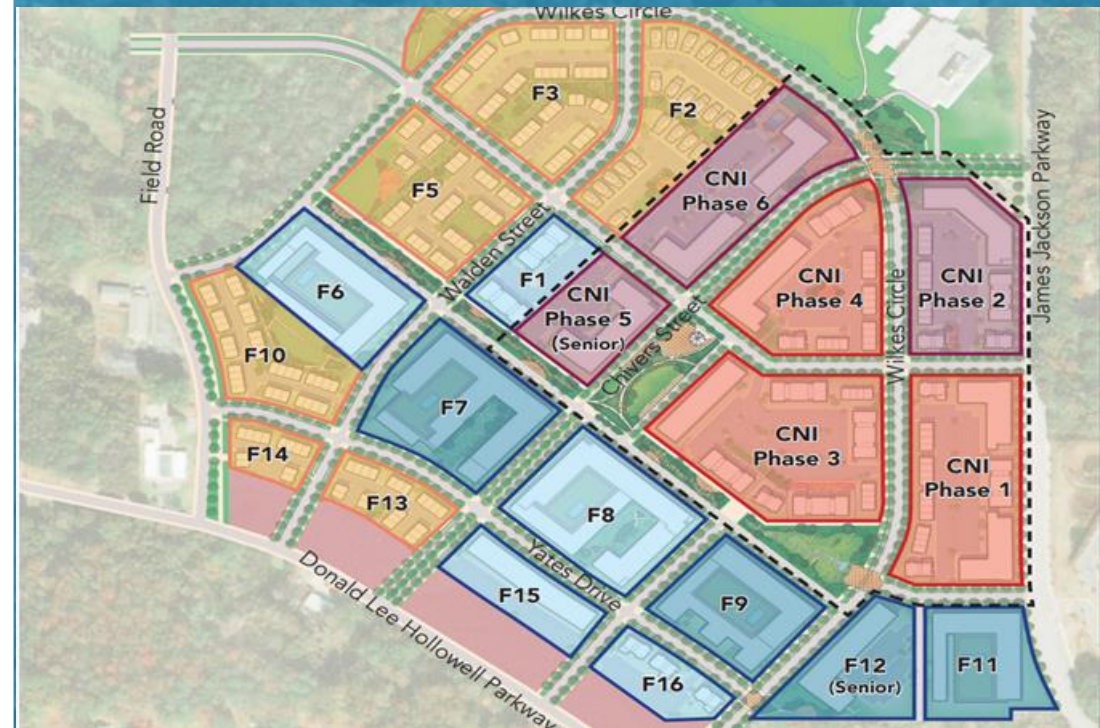 Wilkes Circle
F3
F2
Field Road
James Jackson Parkway
F5
CNI
Phase 6
Walden Street
F1
CNI
Phase 4
CNI
Phase 2
F6
CNI
Phase 5
(Senior)
Chivers Street
Wilkes Circle
F10
F7
CNI
Phase 3
F14
CNI
Phase 1
F13
F8
Donald Lee Hollowell Parkway
Yates Drive
F15
F9
F16
F12
(Senior)
F11